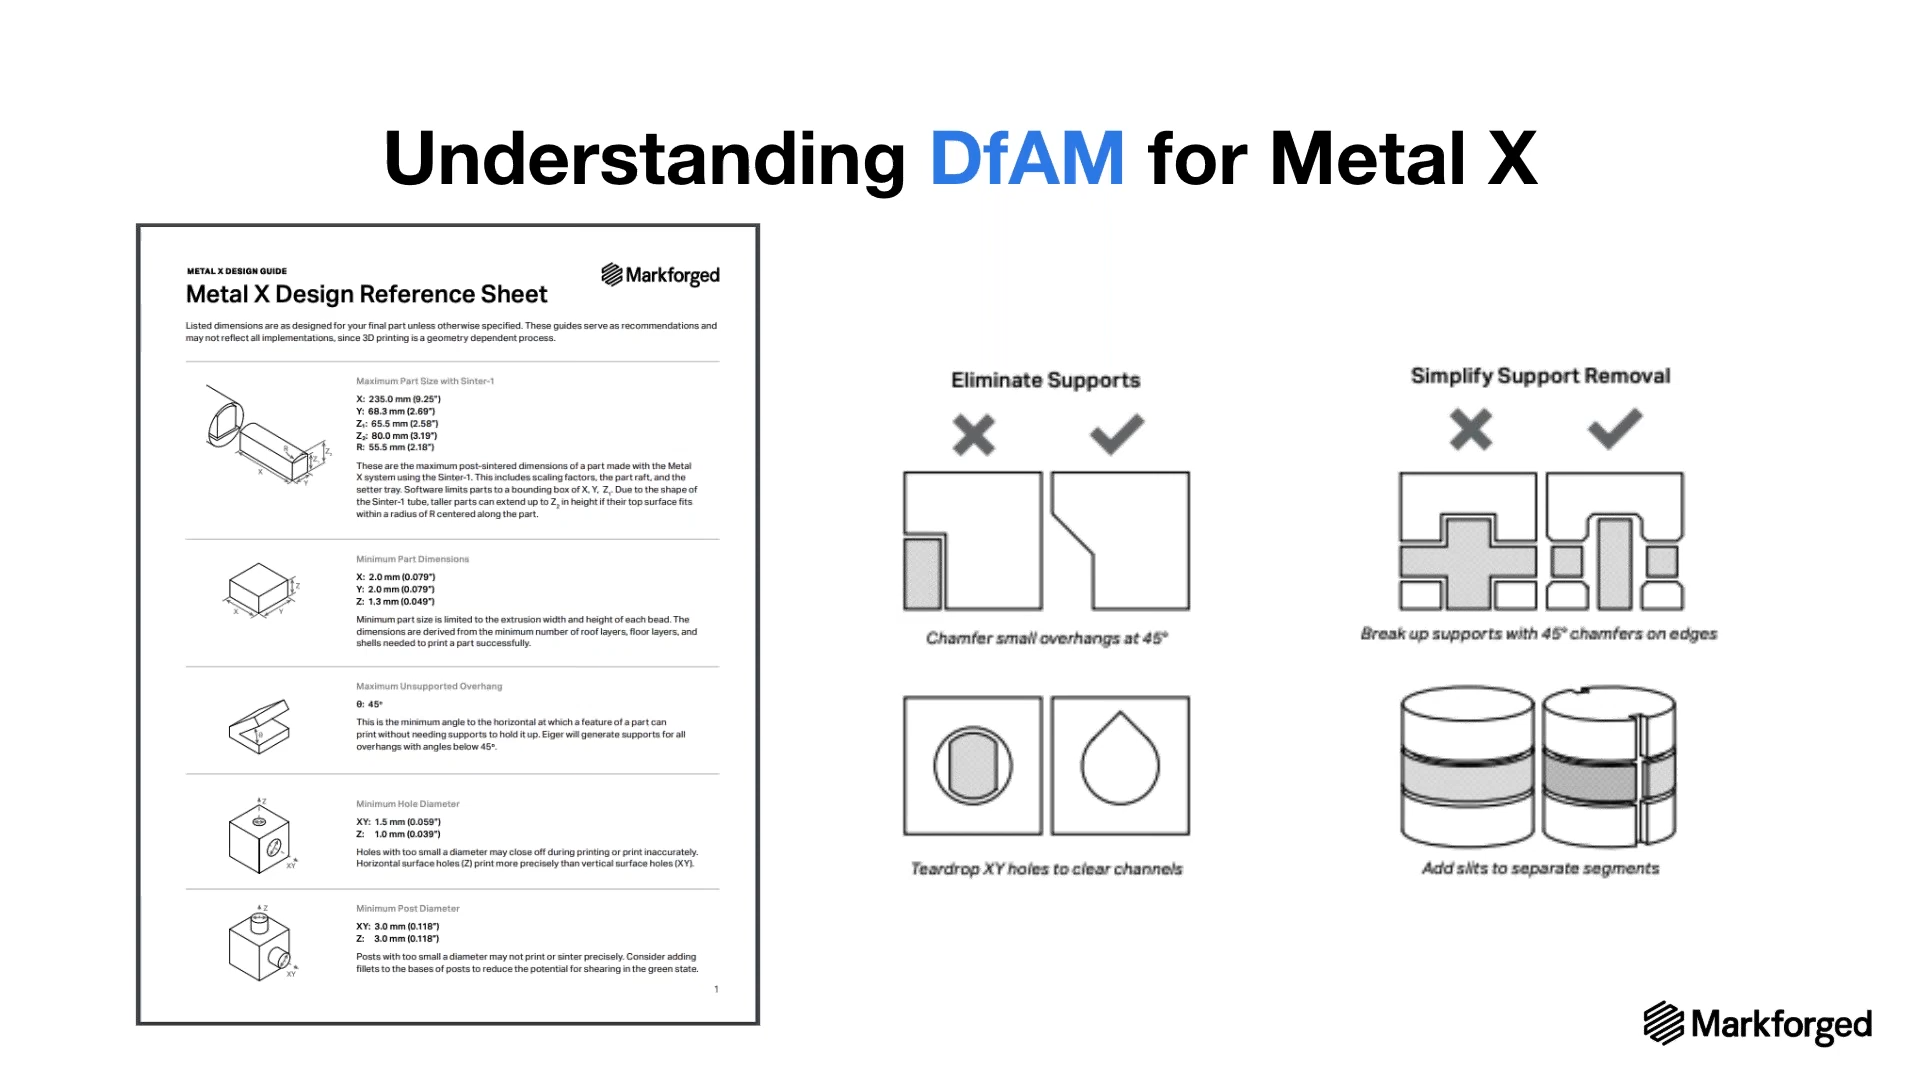 Understanding DfAM for Metal X
METAL X DESIGN GUIDE
Markforged
Metal X Design Reference Sheet
Listed dimensions are as designed for your final part unless otherwise specified. These guides serve as recommendations and
may not reflect all implementations, since 3D printing is a geometry dependent process.
Maximum Part Size with Sinter-1
X: 235.0 mm (9.25")
Y: 68.3 mm (2.69")
Z₁: 65.5 mm (2.58")
Z₂: 80.0 mm (3.19")
R: 55.5 mm (2.18")
R
Z₁
Z₂
X
Y
These are the maximum post-sintered dimensions of a part made with the Metal
X system using the Sinter-1. This includes scaling factors, the part raft, and the
setter tray. Software limits parts to a bounding box of X, Y, Z₁. Due to the shape of
the Sinter-1 tube, taller parts can extend up to Z₂ in height if their top surface fits
within a radius of R centered along the part.
Minimum Part Dimensions
X: 2.0 mm (0.079")
Y: 2.0 mm (0.079")
Z: 1.3 mm (0.049")
Z
X
Y
Minimum part size is limited to the extrusion width and height of each bead. The
dimensions are derived from the minimum number of roof layers, floor layers, and
shells needed to print a part successfully.
Maximum Unsupported Overhang
θ: 45°
θ
This is the minimum angle to the horizontal at which a feature of a part can
print without needing supports to hold it up. Eiger will generate supports for all
overhangs with angles below 45°.
Minimum Hole Diameter
XY: 1.5 mm (0.059")
Z: 1.0 mm (0.039")
Z
XY
Holes with too small a diameter may close off during printing or print inaccurately.
Horizontal surface holes (Z) print more precisely than vertical surface holes (XY).
Minimum Post Diameter
XY: 3.0 mm (0.118")
Z: 3.0 mm (0.118")
Z
XY
Posts with too small a diameter may not print or sinter precisely. Consider adding
fillets to the bases of posts to reduce the potential for shearing in the green state.
1
Eliminate Supports
Chamfer small overhangs at 45°
Teardrop XY holes to clear channels
Simplify Support Removal
Break up supports with 45° chamfers on edges
Add slits to separate segments
Markforged